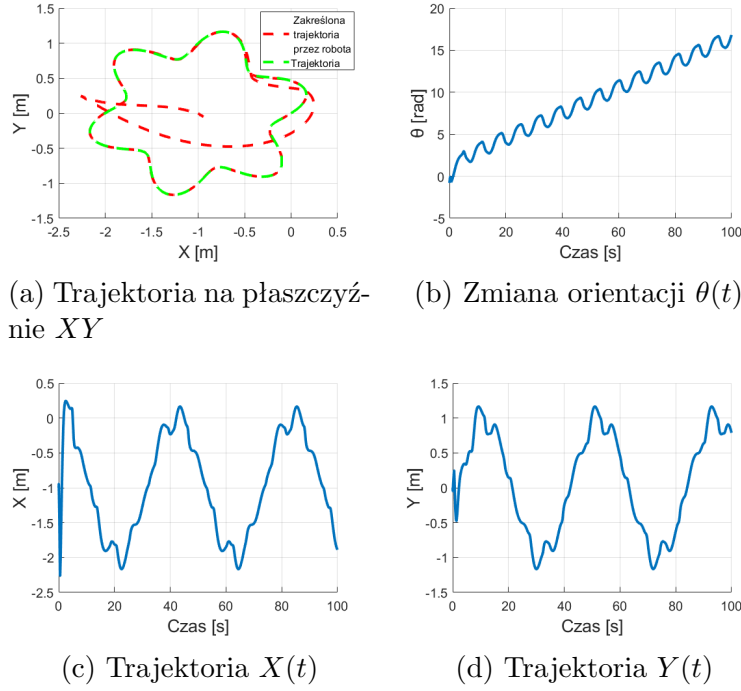 Zakreślona
trajektoria
przez robota
Trajektoria
1.5
1
0.5
0
-0.5
-1
-1.5
Y [m]
-2.5 -2 -1.5 -1 -0.5 0 0.5
X [m]
(a) Trajektoria na płaszczyź-
nie XY
20
15
10
5
0
-5
θ [rad]
0 20 40 60 80 100
Czas [s]
(b) Zmiana orientacji θ(t)
0.5
0
-0.5
-1
-1.5
-2
-2.5
X [m]
0 20 40 60 80 100
Czas [s]
(c) Trajektoria X(t)
1.5
1
0.5
0
-0.5
-1
-1.5
Y [m]
0 20 40 60 80 100
Czas [s]
(d) Trajektoria Y(t)